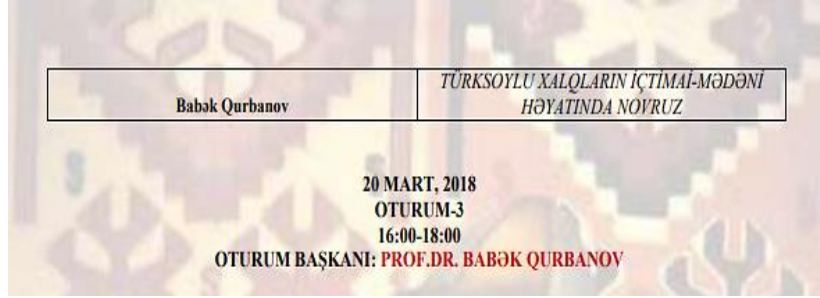 Babək Qurbanov
TÜRKSOYLU XALQLARIN İÇTİMAİ-MƏDƏNİ
HƏYATINDA NOVRUZ
20 MART, 2018
OTURUM-3
16:00-18:00
OTURUM BAŞKANI: PROF.DR. BABƏK QURBANOV